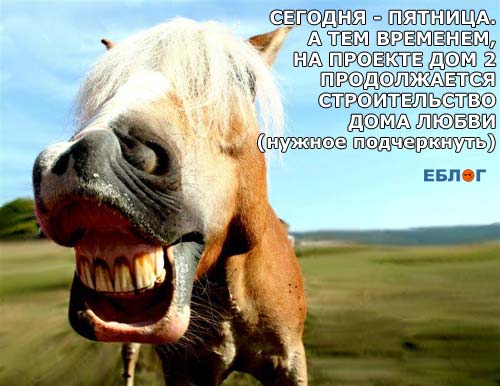 СЕГОДНЯ - ПЯТНИЦА.
А ТЕМ ВРЕМЕНЕМ,
НА ПРОЕКТЕ ДОМ 2
ПРОДОЛЖАЕТСЯ
СТРОИТЕЛЬСТВО
ДОМА ЛЮБВИ
(нужное подчеркнуть)
ЕБЛОГ